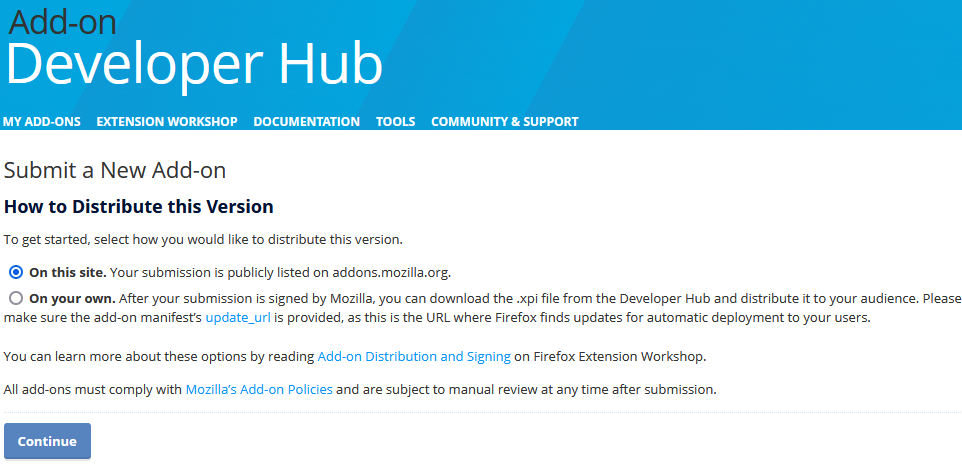 Add-on
Developer Hub
MY ADD-ONS EXTENSION WORKSHOP DOCUMENTATION TOOLS COMMUNITY & SUPPORT
Submit a New Add-on
How to Distribute this Version
To get started, select how you would like to distribute this version.
On this site. Your submission is publicly listed on addons.mozilla.org.
On your own. After your submission is signed by Mozilla, you can download the .xpi file from the Developer Hub and distribute it to your audience. Please
make sure the add-on manifest’s update_url is provided, as this is the URL where Firefox finds updates for automatic deployment to your users.
You can learn more about these options by reading Add-on Distribution and Signing on Firefox Extension Workshop.
All add-ons must comply with Mozilla’s Add-on Policies and are subject to manual review at any time after submission.
Continue